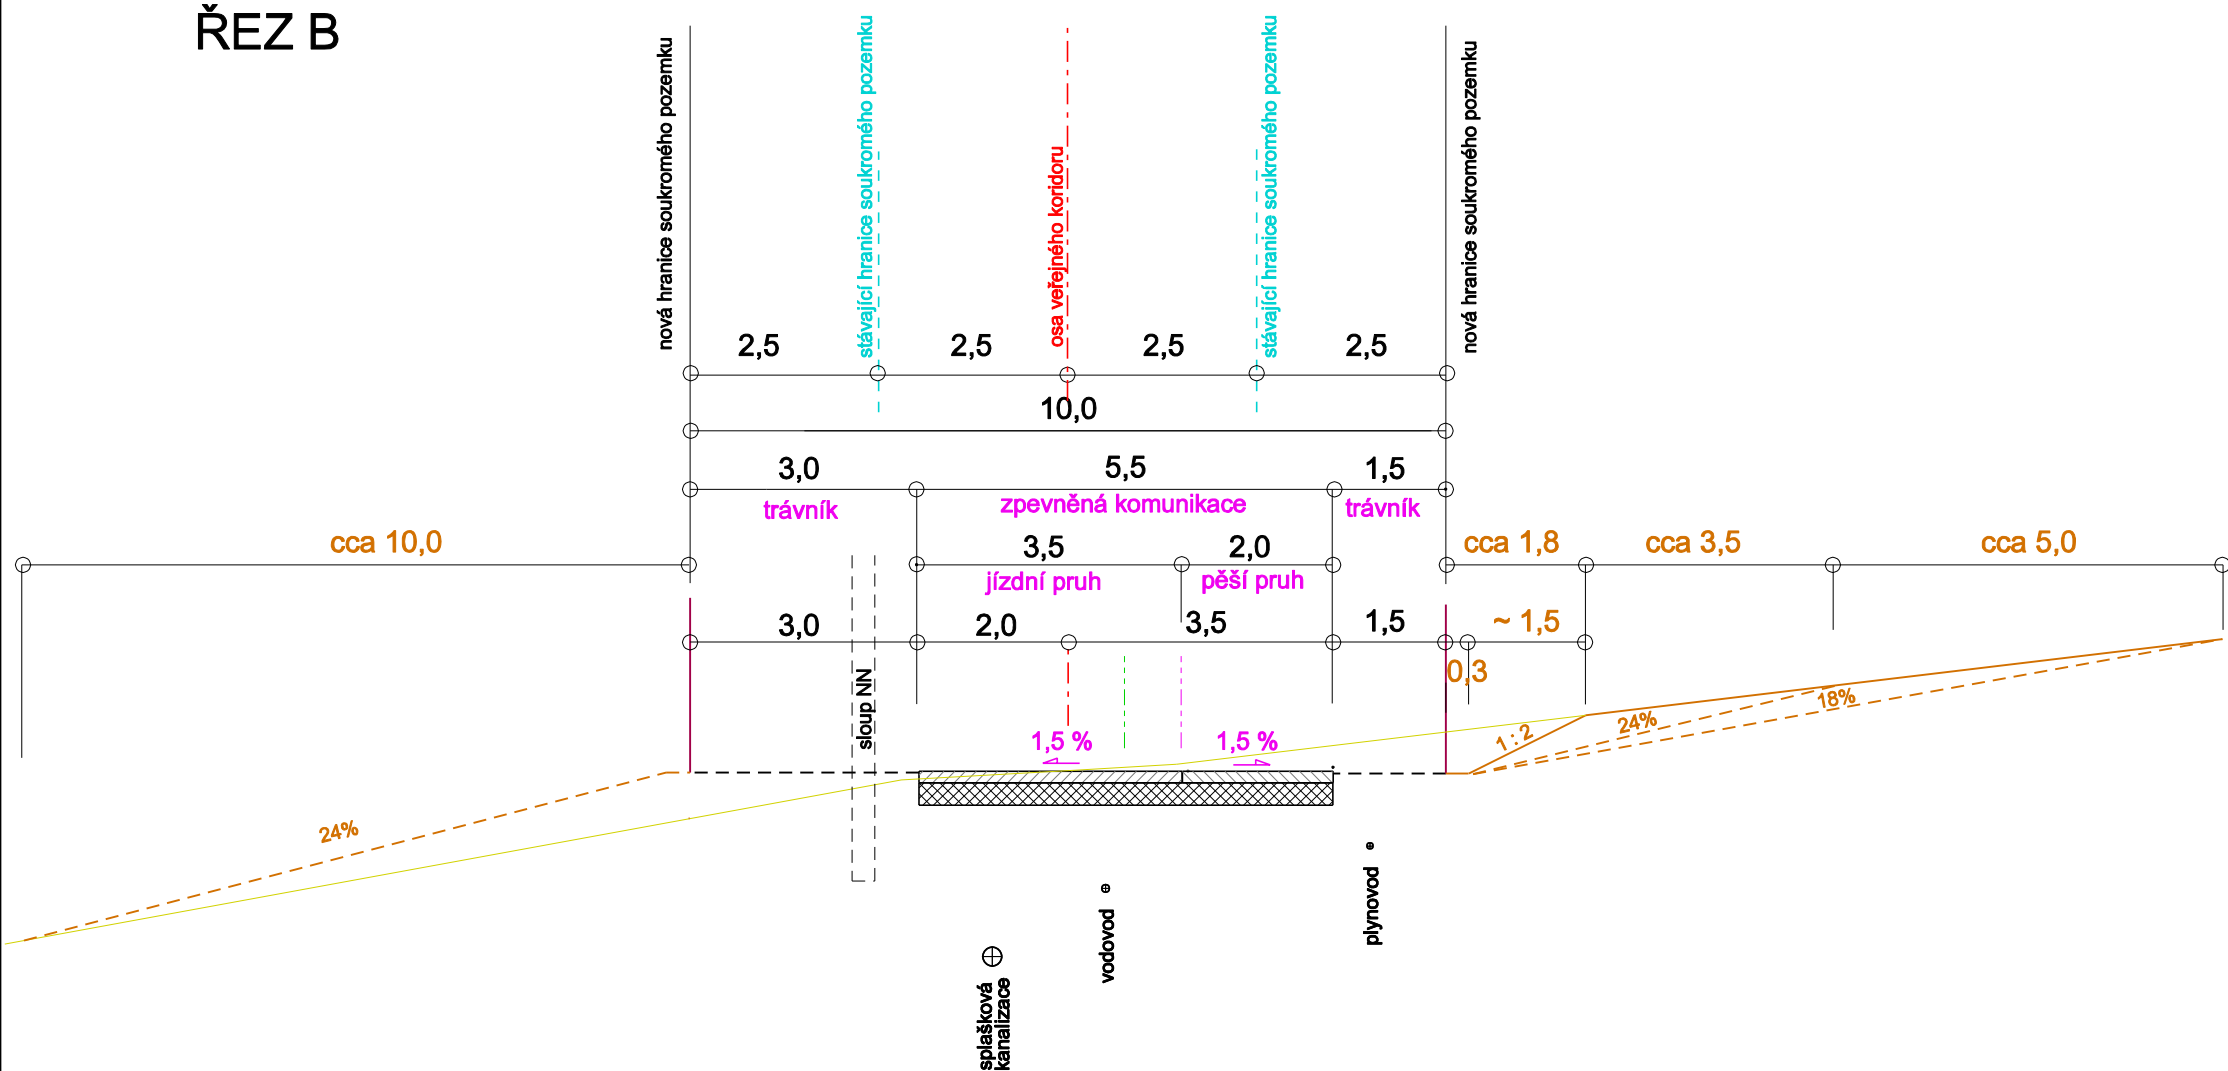 ŘEZ B
nová hranice soukromého pozemku
stávající hranice soukromého pozemku
osa veřejného koridoru
stávající hranice soukromého pozemku
nová hranice soukromého pozemku
2,5
2,5
2,5
2,5
10,0
3,0
5,5
1,5
trávník
zpevněná komunikace
trávník
cca 10,0
3,5
2,0
cca 1,8
cca 3,5
cca 5,0
jízdní pruh
pěší pruh
3,0
2,0
3,5
1,5
~ 1,5
0,3
sloup NN
1,5 %
1,5 %
1 : 2
24%
18%
24%
plynovod
vodovod
splašková
kanalizace